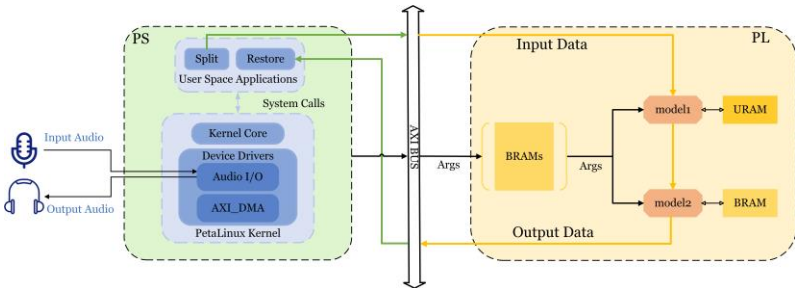 PS
Split
Restore
User Space Applications
System Calls
Kernel Core
Device Drivers
Audio I/O
AXI_DMA
PetaLinux Kernel
Input Audio
Output Audio
AXI BUS
PL
Input Data
Args
BRAMs
Args
model1
URAM
model2
BRAM
Output Data